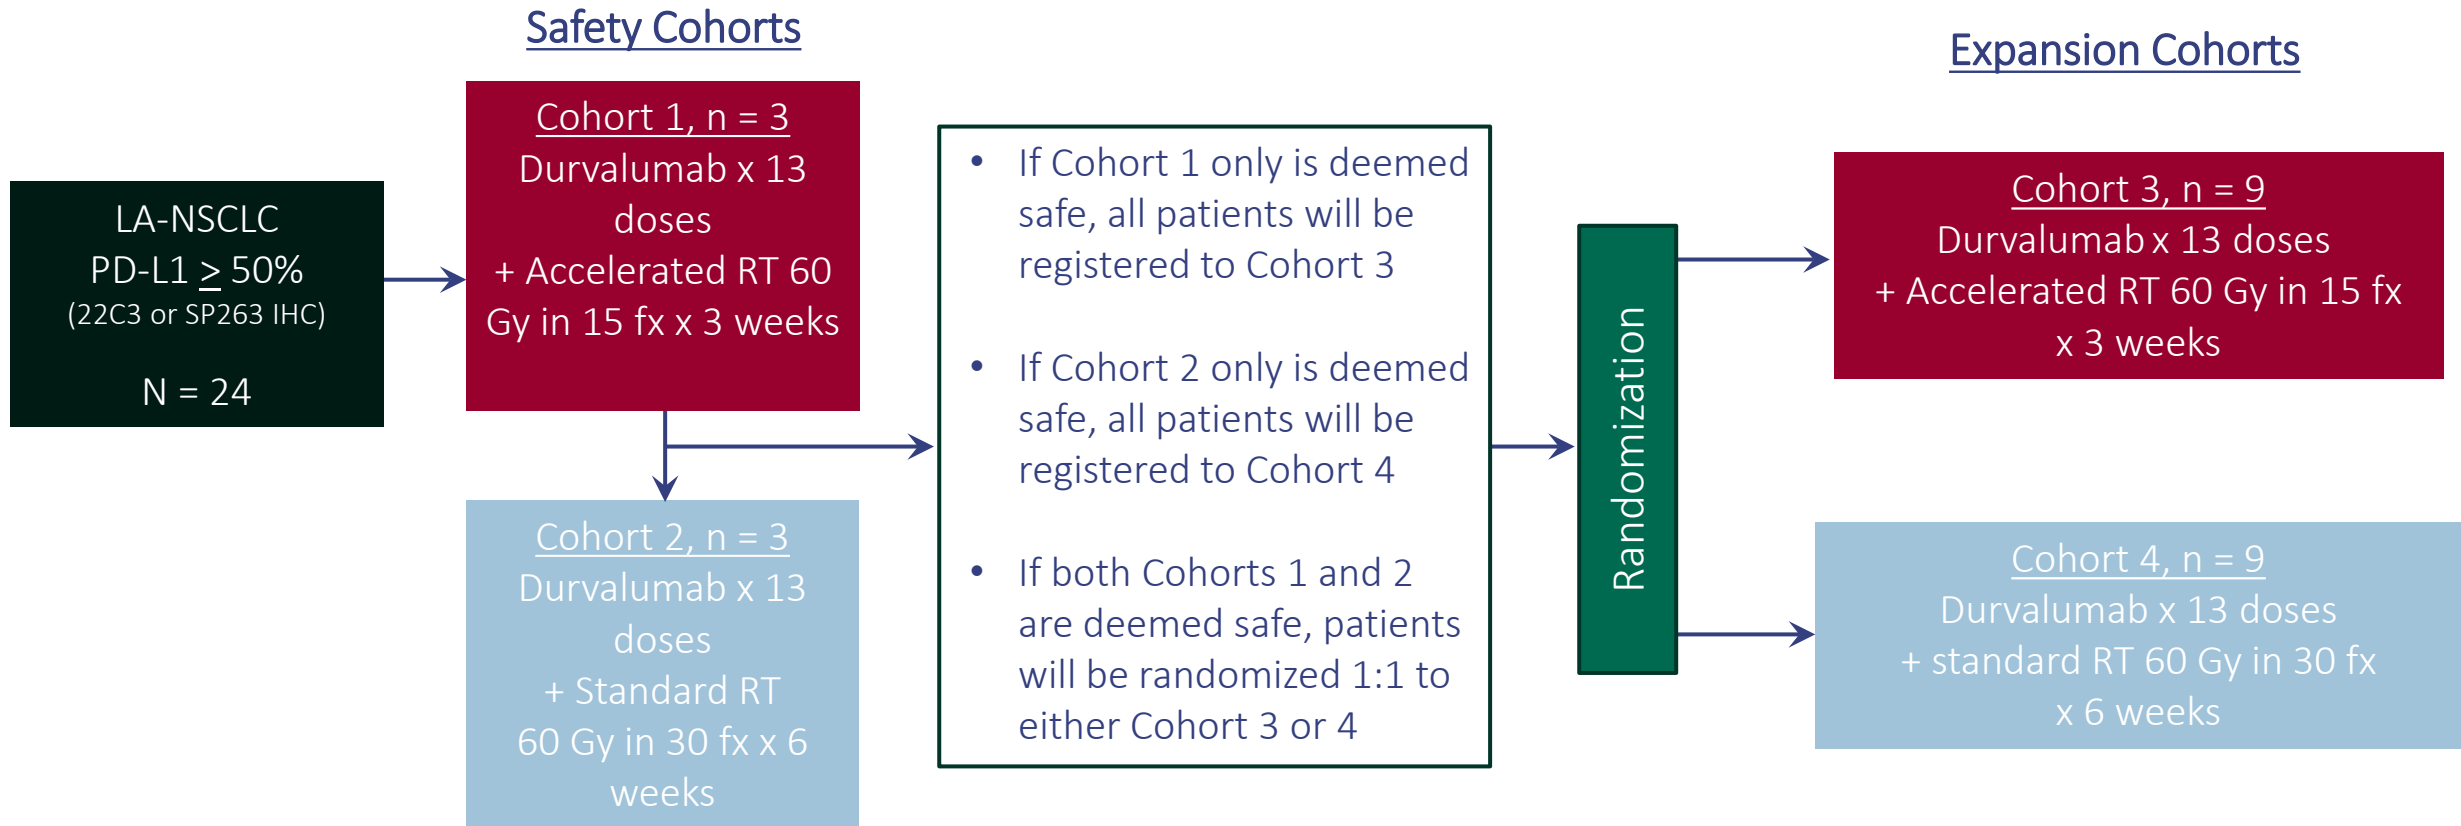 Safety Cohorts
Expansion Cohorts
LA-NSCLC
PD-L1 ≥ 50%
(22C3 or SP263 IHC)
N = 24
Cohort 1, n = 3
Durvalumab x 13
doses
+ Accelerated RT 60
Gy in 15 fx x 3 weeks
Cohort 2, n = 3
Durvalumab x 13
doses
+ Standard RT
60 Gy in 30 fx x 6
weeks
• If Cohort 1 only is deemed
safe, all patients will be
registered to Cohort 3
• If Cohort 2 only is deemed
safe, all patients will be
registered to Cohort 4
• If both Cohorts 1 and 2
are deemed safe, patients
will be randomized 1:1 to
either Cohort 3 or 4
Randomization
Cohort 3, n = 9
Durvalumab x 13 doses
+ Accelerated RT 60 Gy in 15 fx
x 3 weeks
Cohort 4, n = 9
Durvalumab x 13 doses
+ standard RT 60 Gy in 30 fx
x 6 weeks